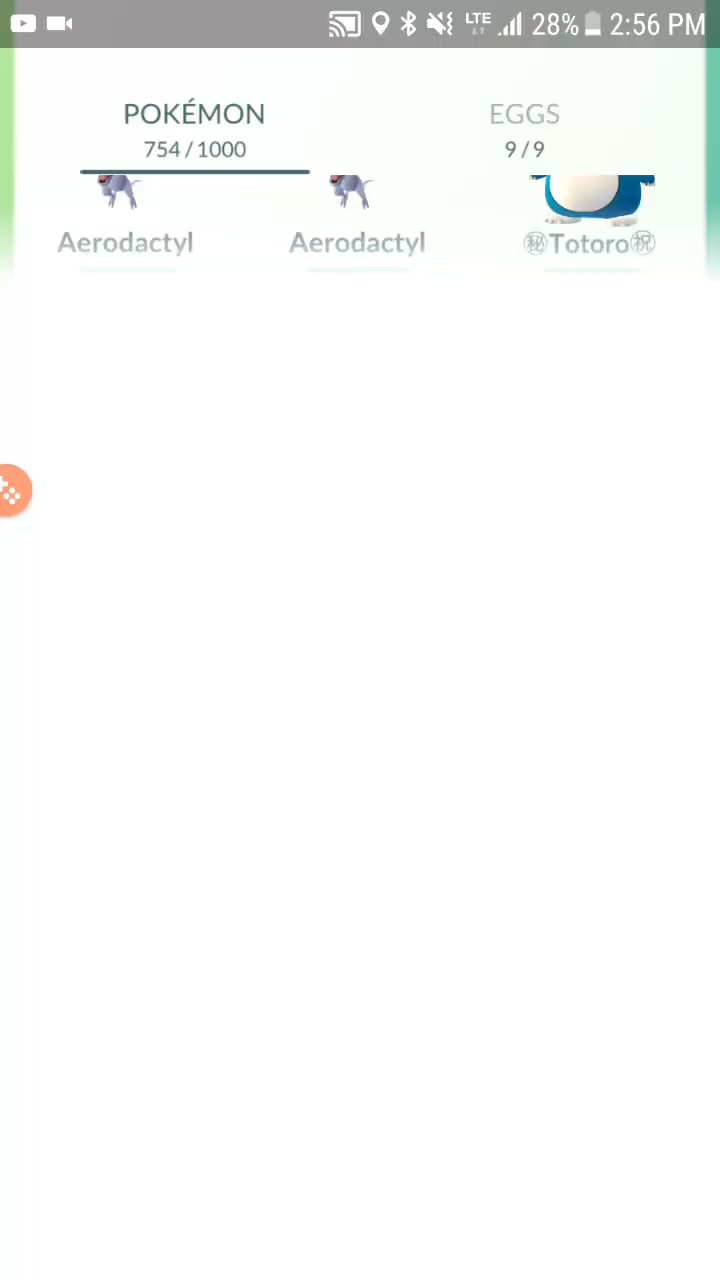 LTE 28% 2:56 PM
POKÉMON EGGS
754 / 1000 9 / 9
Aerodactyl Aerodactyl ㊙Totoro㊗